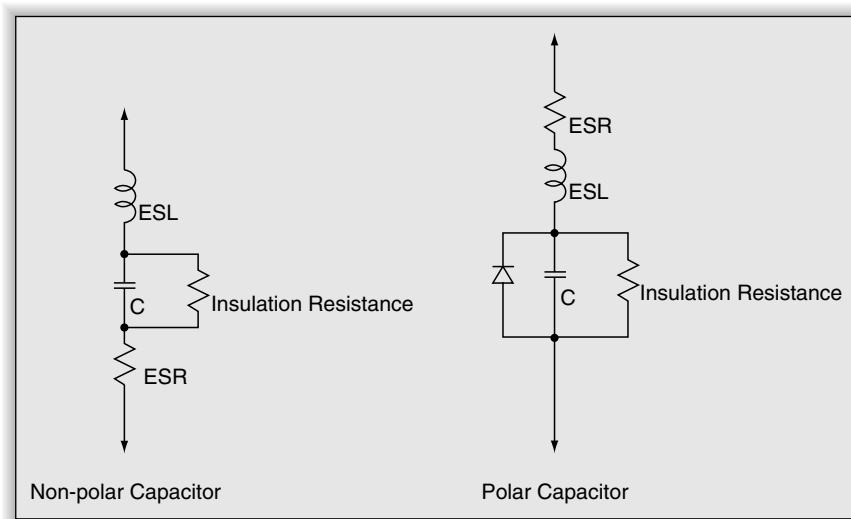 ESL
C
Insulation Resistance
ESR
Non-polar Capacitor
ESR
ESL
C
Insulation Resistance
Polar Capacitor